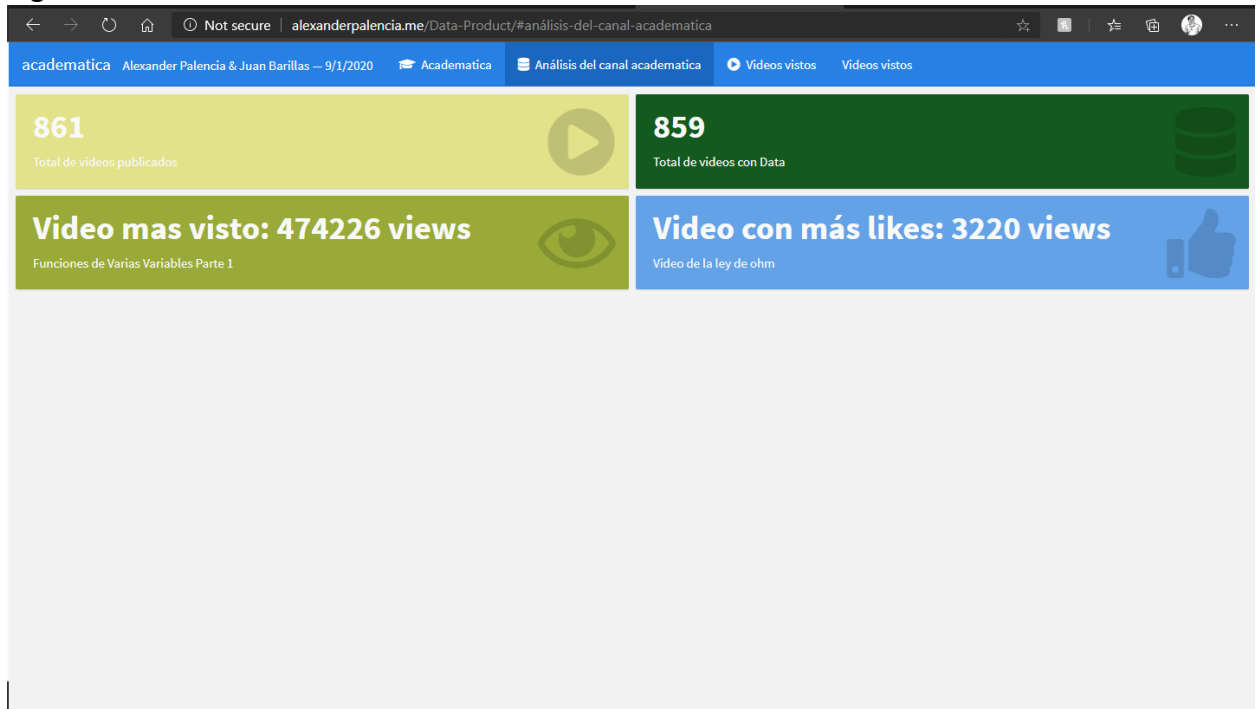 Not secure | alexanderpalencia.me/Data-Product/#análisis-del-canal-academatica
academatica Alexander Palencia & Juan Barillas — 9/1/2020 Academatica Análisis del canal academatica Videos vistos Videos vistos
861
Total de videos publicados
859
Total de videos con Data
Video mas visto: 474226 views
Funciones de Varias Variables Parte 1
Video con más likes: 3220 views
Video de la ley de ohm